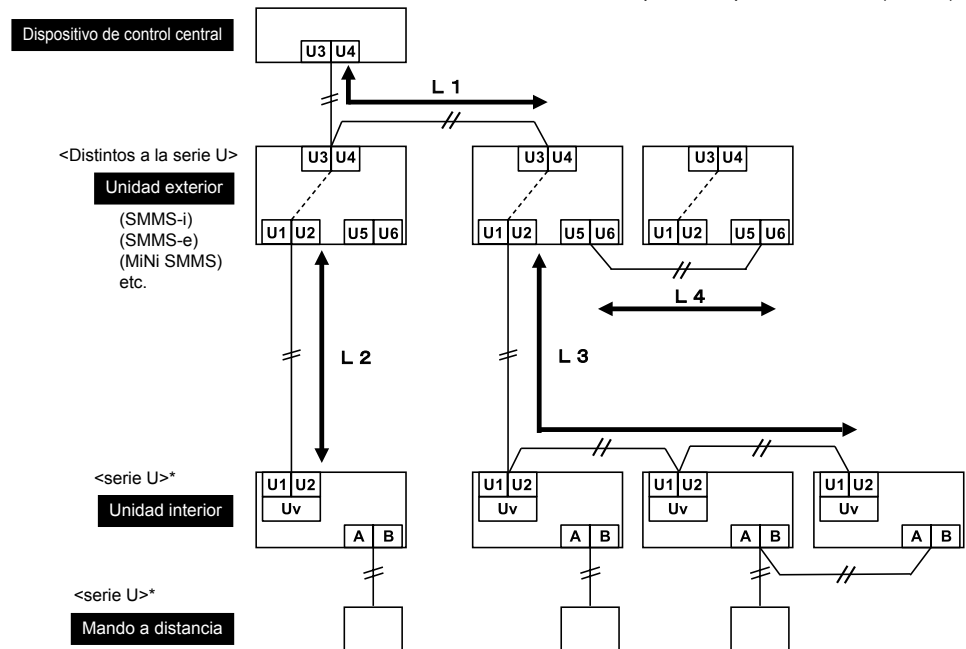 Dispositivo de control central
U3 U4
L 1
<Distintos a la serie U>
U3 U4
U3 U4
U3 U4
Unidad exterior
(SMMS-i)
(SMMS-e)
(MiNi SMMS)
etc.
U1 U2
U5 U6
U1 U2
U5 U6
U1 U2
U5 U6
L 4
L 2
L 3
<serie U>*
Unidad interior
U1 U2
Uv
A B
U1 U2
Uv
A B
U1 U2
Uv
A B
U1 U2
Uv
A B
<serie U>*
Mando a distancia